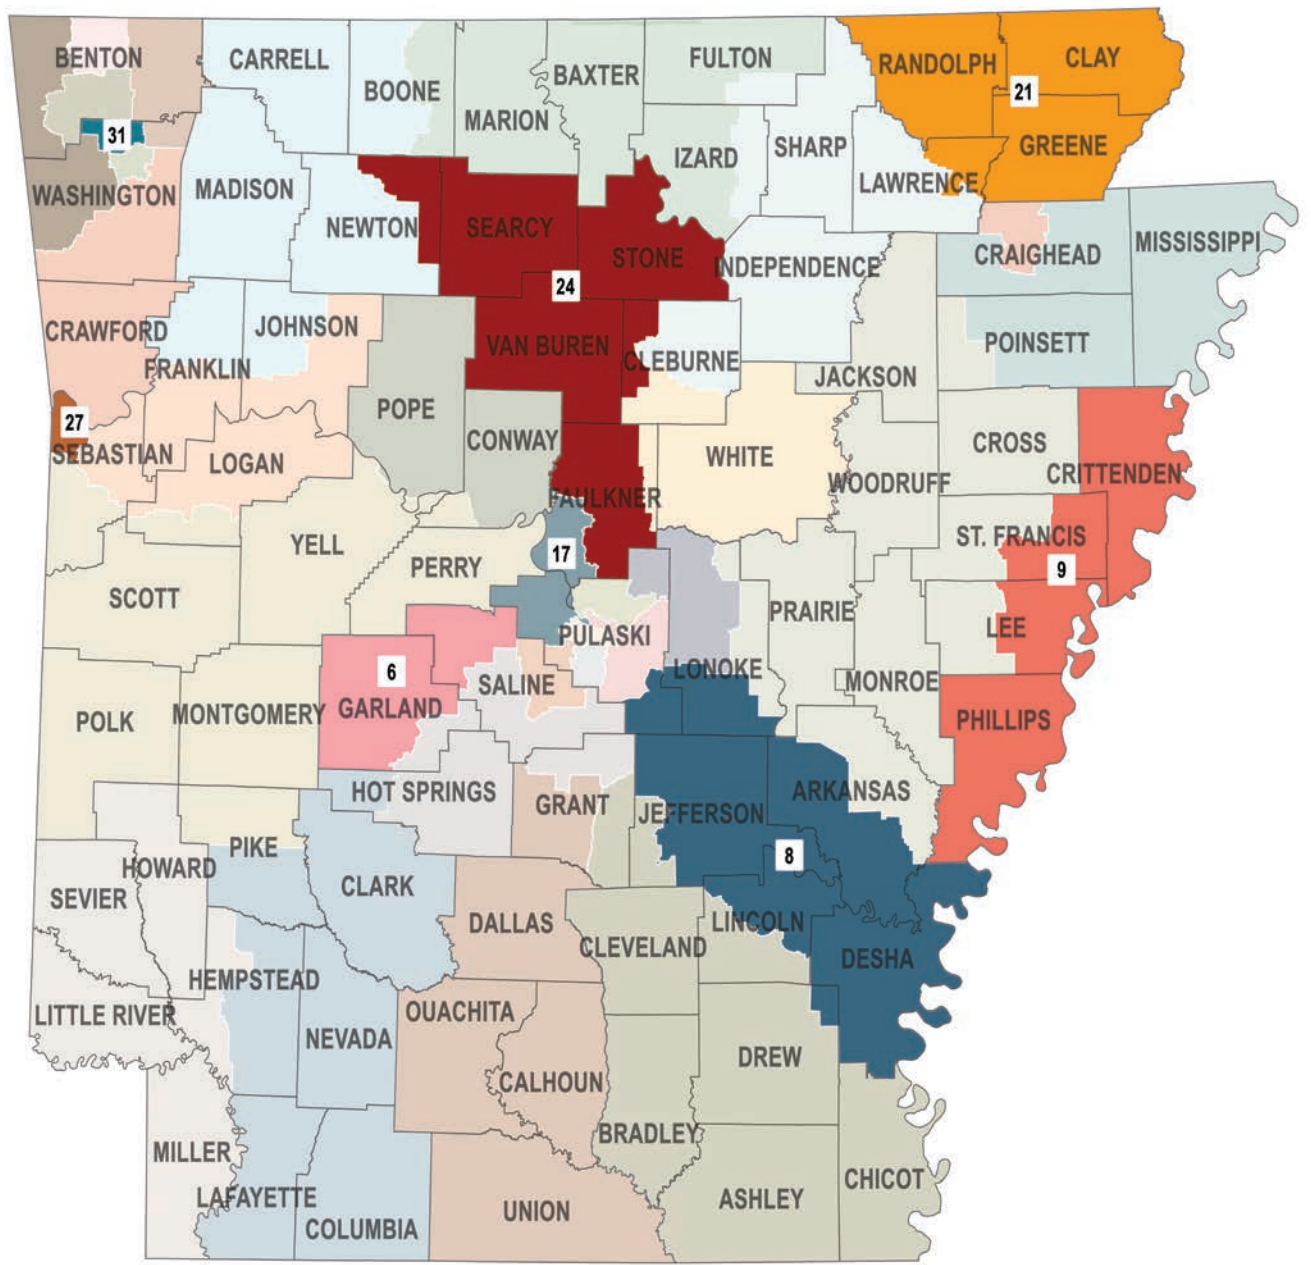 BENTON
CARRELL
BOONE
MARION
BAXTER
FULTON
RANDOLPH
CLAY
21
31
IZARD
SHARP
GREENE
WASHINGTON
MADISON
NEWTON
SEARCY
STONE
LAWRENCE
CRAIGHEAD
MISSISSIPPI
INDEPENDENCE
24
CRAWFORD
FRANKLIN
JOHNSON
VAN BUREN
CLEBURNE
JACKSON
POINSETT
POPE
27
SEBASTIAN
LOGAN
CONWAY
WHITE
WOODRUFF
CROSS
CRITTENDEN
FAULKNER
ST. FRANCIS
YELL
PERRY
17
9
SCOTT
PULASKI
PRAIRIE
LEE
6
SALINE
LONOKE
MONROE
POLK
MONTGOMERY
GARLAND
PHILLIPS
HOT SPRINGS
GRANT
JEFFERSON
ARKANSAS
PIKE
8
HOWARD
SEVIER
CLARK
DALLAS
LINCOLN
CLEVELAND
DESHA
HEMPSTEAD
LITTLE RIVER
NEVADA
OUACHITA
DREW
CALHOUN
MILLER
BRADLEY
LAFAYETTE
COLUMBIA
UNION
ASHLEY
CHICOT